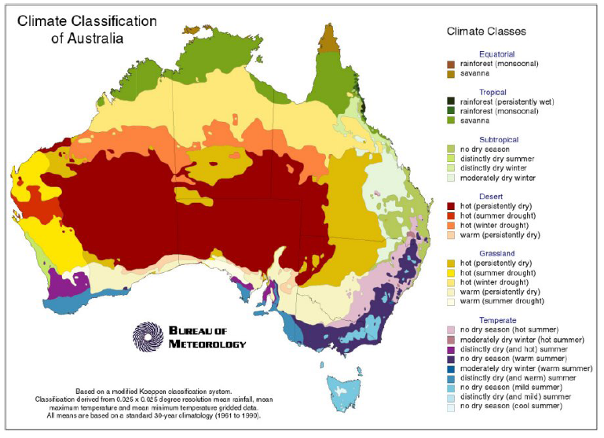 Climate Classification
of Australia
Climate Classes
Equatorial
rainforest (monsoonal)
savanna
Tropical
rainforest (persistently wet)
rainforest (monsoonal)
savanna
Subtropical
no dry season
distinctly dry summer
distinctly dry winter
moderately dry winter
Desert
hot (persistently dry)
hot (summer drought)
hot (winter drought)
warm (persistently dry)
Grassland
hot (persistently dry)
hot (summer drought)
hot (winter drought)
warm (persistently dry)
warm (summer drought)
Temperate
no dry season (hot summer)
moderately dry winter (hot summer)
distinctly dry (and hot) summer
no dry season (warm summer)
moderately dry winter (warm summer)
distinctly dry (and warm) summer
no dry season (mild summer)
distinctly dry (and mild) summer
no dry season (cool summer)
BUREAU OF
METEOROLOGY
Based on a modified Koeppen classification system.
Classification derived from 0.025 x 0.025 degree resolution mean rainfall, mean
maximum temperature and mean minimum temperature gridded data.
All means are based on a standard 30-year climatology (1961 to 1990).